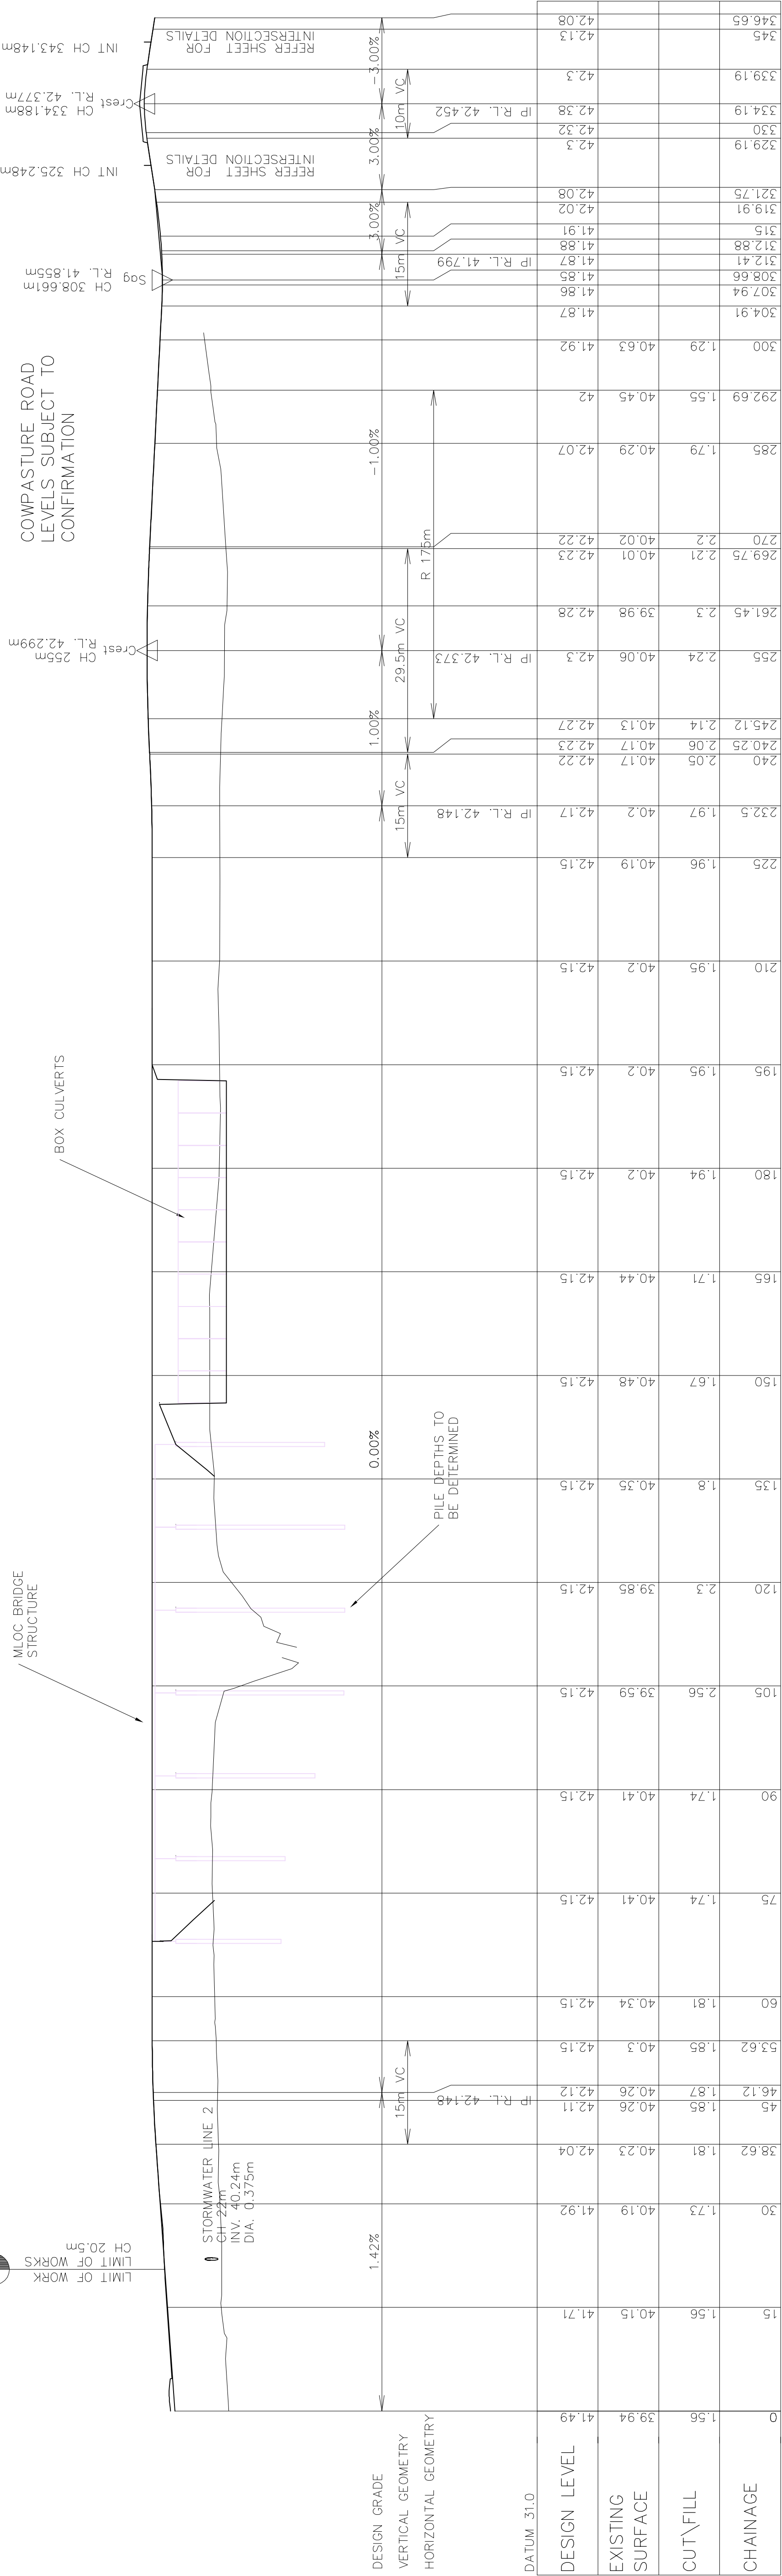 INT CH 343.148m
REFER SHEET FOR
INTERSECTION DETAILS
Crest
CH 334.188m
R.L. 42.377m
INT CH 325.248m
REFER SHEET FOR
INTERSECTION DETAILS
Sag
CH 308.661m
R.L. 41.855m
COWPASTURE ROAD
LEVELS SUBJECT TO
CONFIRMATION
Crest
CH 255m
R.L. 42.299m
BOX CULVERTS
MLOC BRIDGE
STRUCTURE
PILE DEPTHS TO
BE DETERMINED
STORMWATER LINE 2
CH 22m
INV. 40.24m
DIA. 0.375m
LIMIT OF WORK
LIMIT OF WORKS
CH 20.5m
DESIGN GRADE
1.42%
0.00%
1.00%
-1.00%
3.00%
3.00%
-3.00%
VERTICAL GEOMETRY
15m VC
15m VC
29.5m VC
15m VC
10m VC
HORIZONTAL GEOMETRY
R 175m
IP R.L. 42.148
IP R.L. 42.148
IP R.L. 42.373
IP R.L. 41.799
IP R.L. 42.452
DATUM 31.0
DESIGN LEVEL
41.49 41.71 41.92 42.04 42.11 42.12 42.15 42.15 42.15 42.15 42.15 42.15 42.15 42.15 42.15 42.15 42.15 42.15 42.15 42.17 42.22 42.23 42.27 42.3 42.28 42.23 42.22 42.07 42 41.92 41.87 41.86 41.85 41.87 41.88 41.91 42.02 42.08 42.3 42.32 42.38 42.3 42.13 42.08
EXISTING
SURFACE
39.94 40.15 40.19 40.23 40.26 40.26 40.3 40.34 40.41 40.41 39.59 39.85 40.35 40.48 40.44 40.2 40.2 40.2 40.19 40.2 40.17 40.17 40.13 40.06 39.98 40.01 40.02 40.29 40.45 40.63
CUT\FILL
1.56 1.56 1.73 1.81 1.85 1.87 1.85 1.81 1.74 1.74 2.56 2.3 1.8 1.67 1.71 1.94 1.95 1.95 1.96 1.97 2.05 2.06 2.14 2.24 2.3 2.21 2.2 1.79 1.55 1.29
CHAINAGE
0 15 30 38.62 45 46.12 53.62 60 75 90 105 120 135 150 165 180 195 210 225 232.5 240 240.25 245.12 255 261.45 269.75 270 285 292.69 300 304.91 307.94 308.66 312.41 312.88 315 319.91 321.75 329.19 330 334.19 339.19 345 346.65